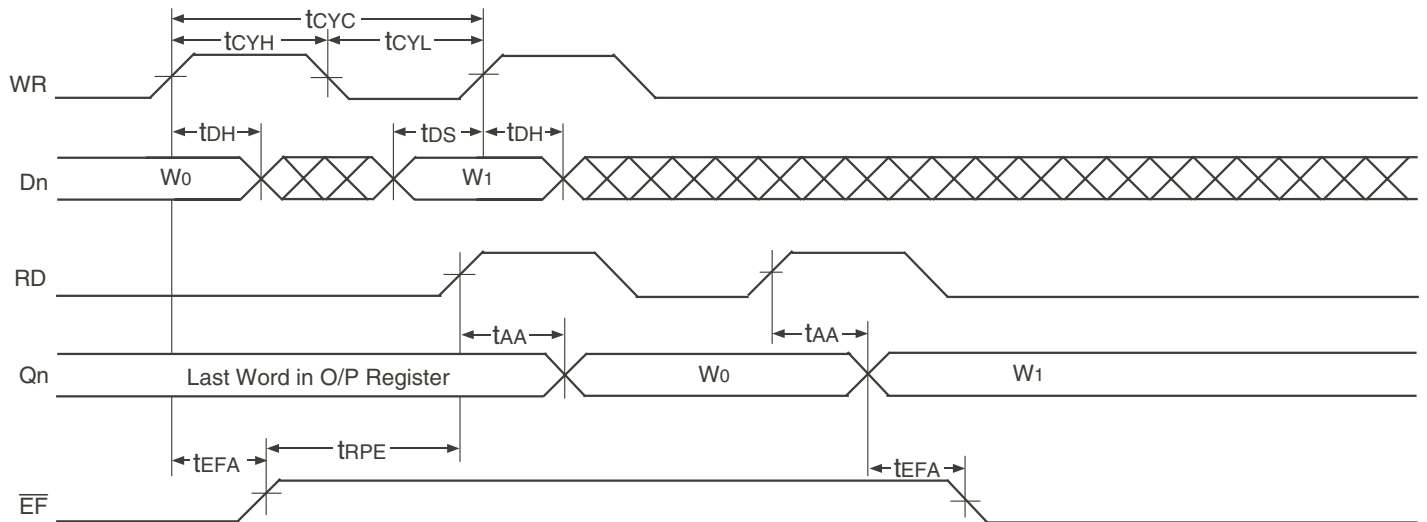 tCYC
tCYH tCYL
WR
tDH tDS tDH
Dn W0 W1
RD
tAA tAA
Qn Last Word in O/P Register W0 W1
tRPE
tEFA tEFA
E̅F̅